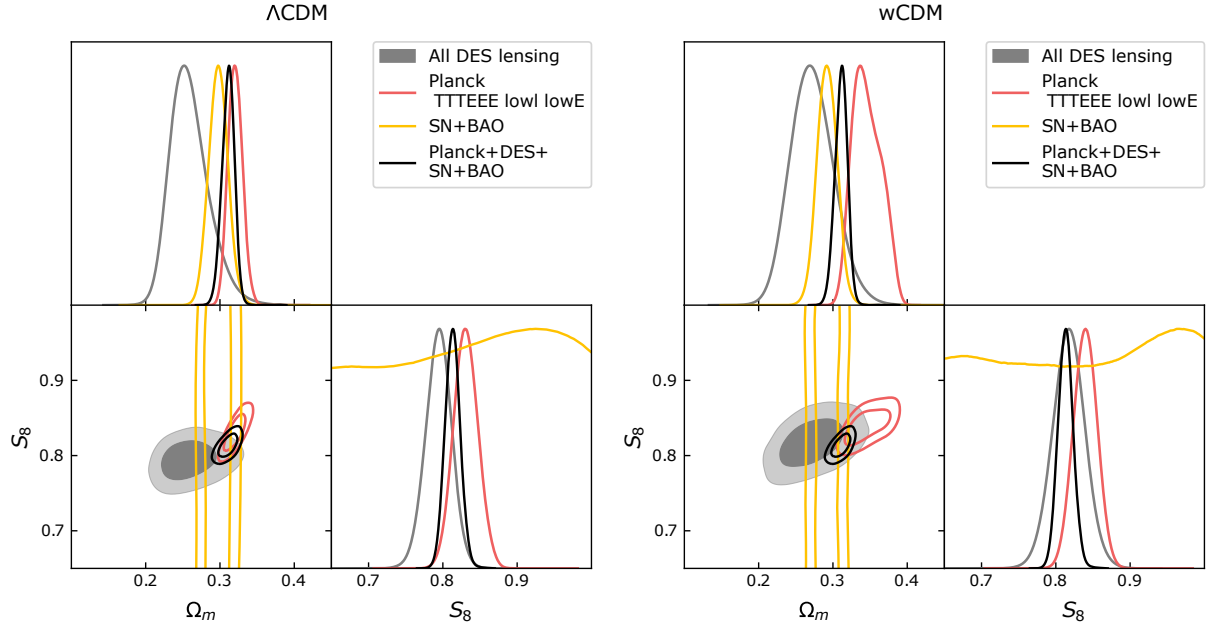 ΛCDM
All DES lensing
Planck
TTTEEE lowl lowE
SN+BAO
Planck+DES+
SN+BAO
0.9
0.8
0.7
S₈
0.2 0.3 0.4
Ωₘ
0.7 0.8 0.9
S₈
wCDM
All DES lensing
Planck
TTTEEE lowl lowE
SN+BAO
Planck+DES+
SN+BAO
0.9
0.8
0.7
S₈
0.2 0.3 0.4
Ωₘ
0.7 0.8 0.9
S₈